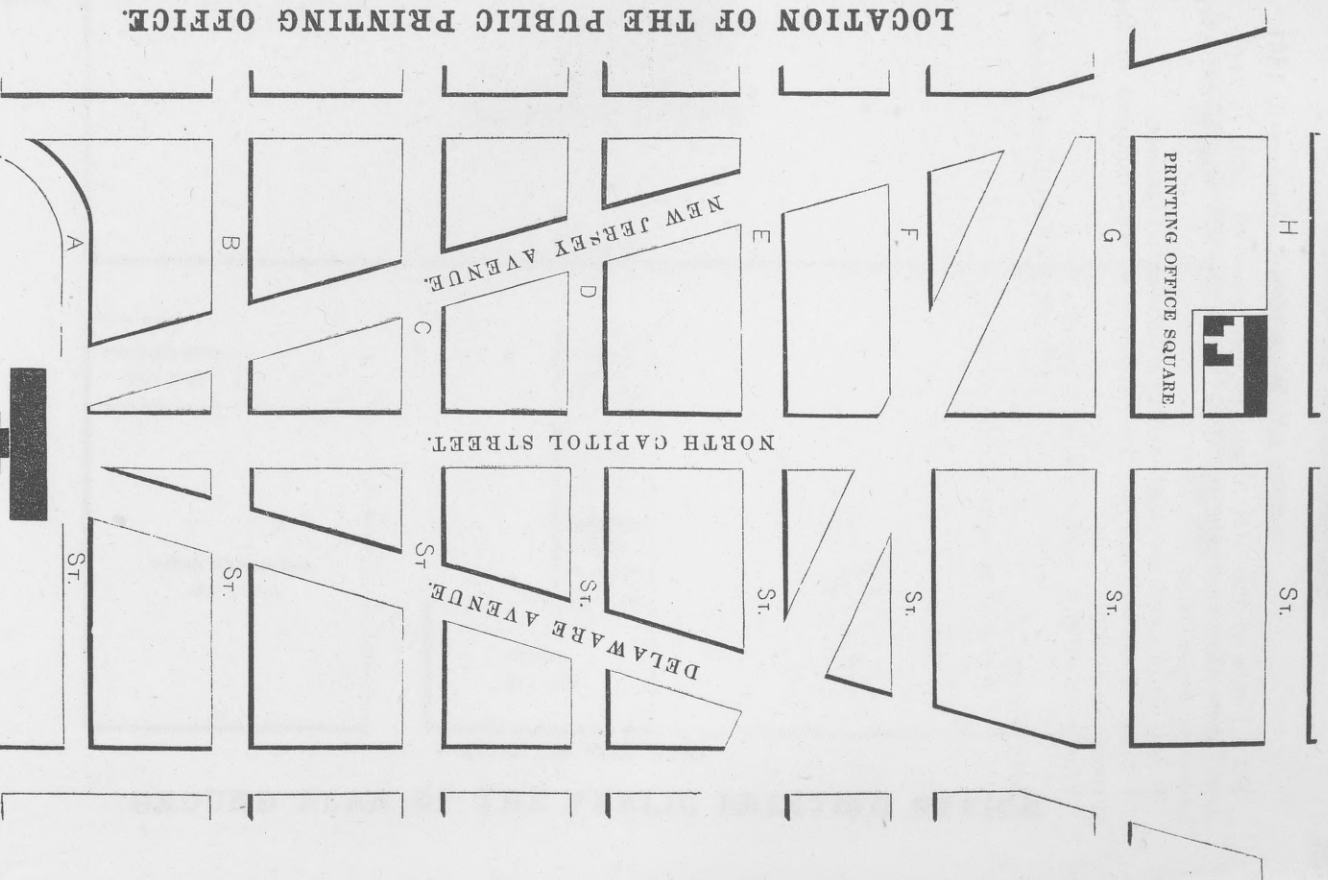 LOCATION OF THE PUBLIC PRINTING OFFICE.
A St.
B St.
C St.
D St.
E St.
F St.
G St.
H St.
NEW JERSEY AVENUE.
NORTH CAPITOL STREET.
DELAWARE AVENUE.
PRINTING OFFICE SQUARE.